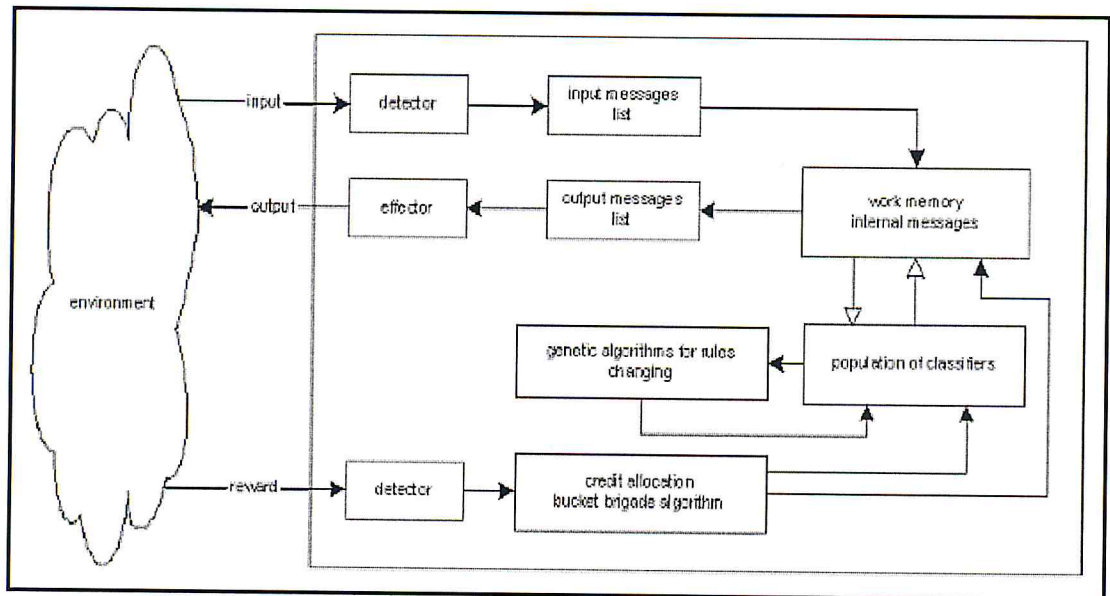 input
detector
input messages
list
output
effector
output messages
list
work memory
internal messages
environment
genetic algorithms for rules
changing
population of classifiers
reward
detector
credit allocation
bucket brigade algorithm